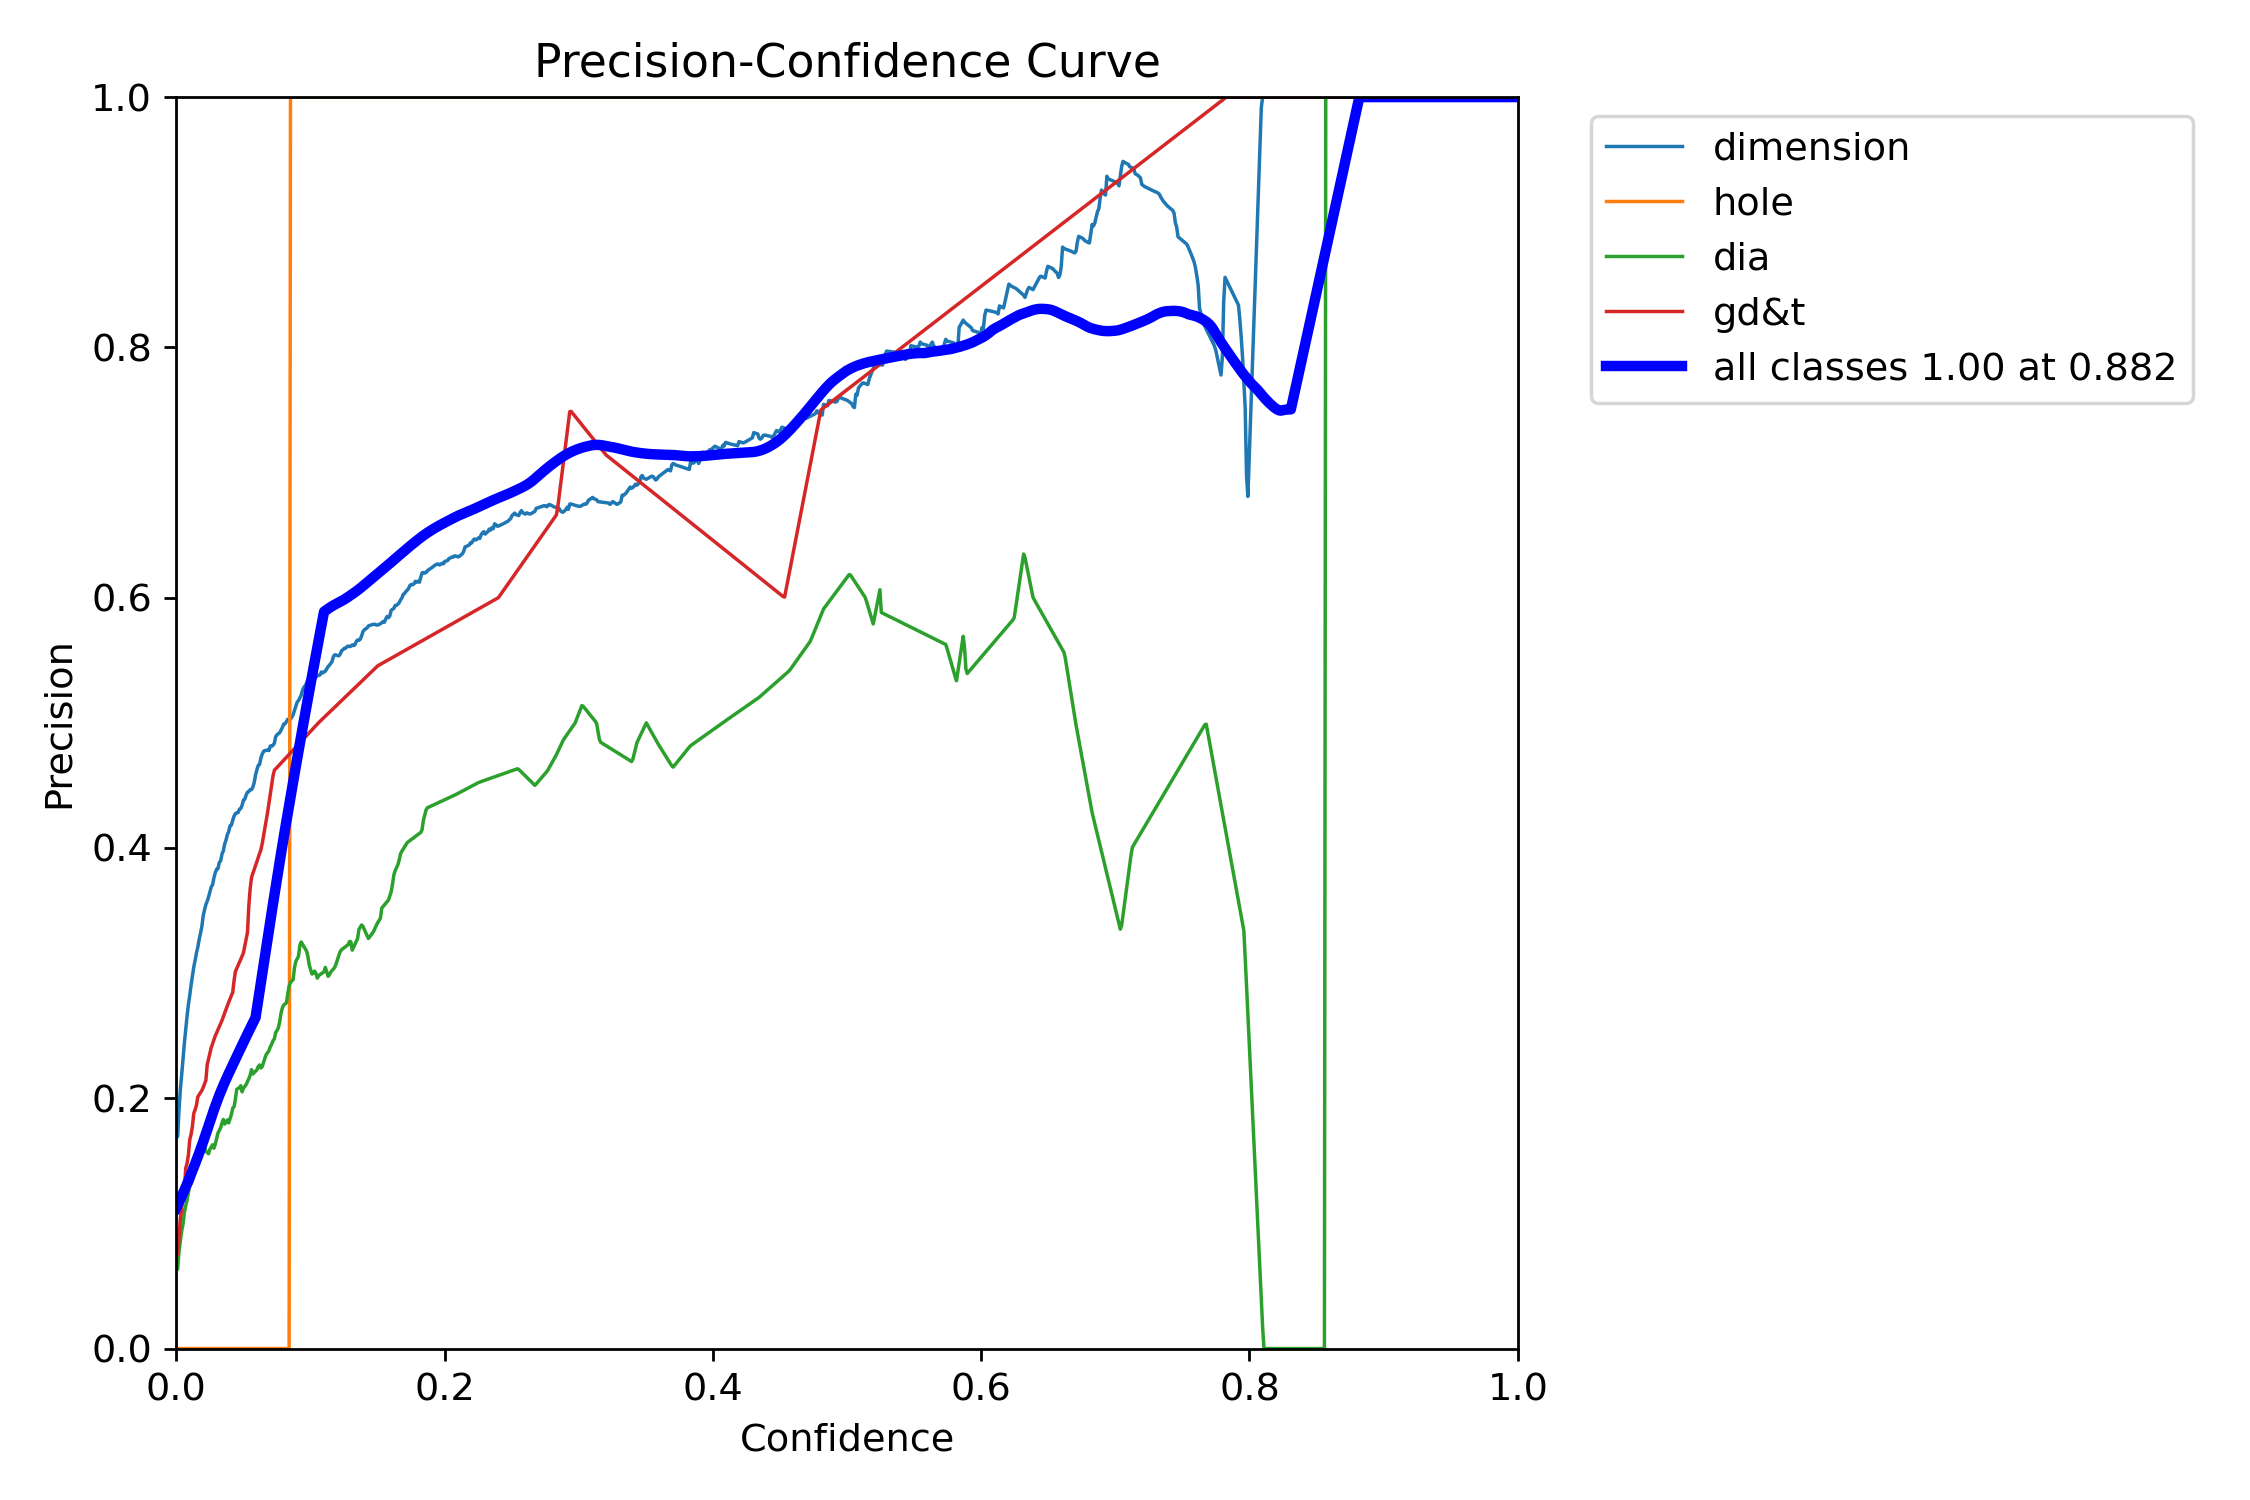 Precision-Confidence Curve
1.0
0.8
0.6
0.4
0.2
0.0
Precision
0.0 0.2 0.4 0.6 0.8 1.0
Confidence
dimension
hole
dia
gd&t
all classes 1.00 at 0.882